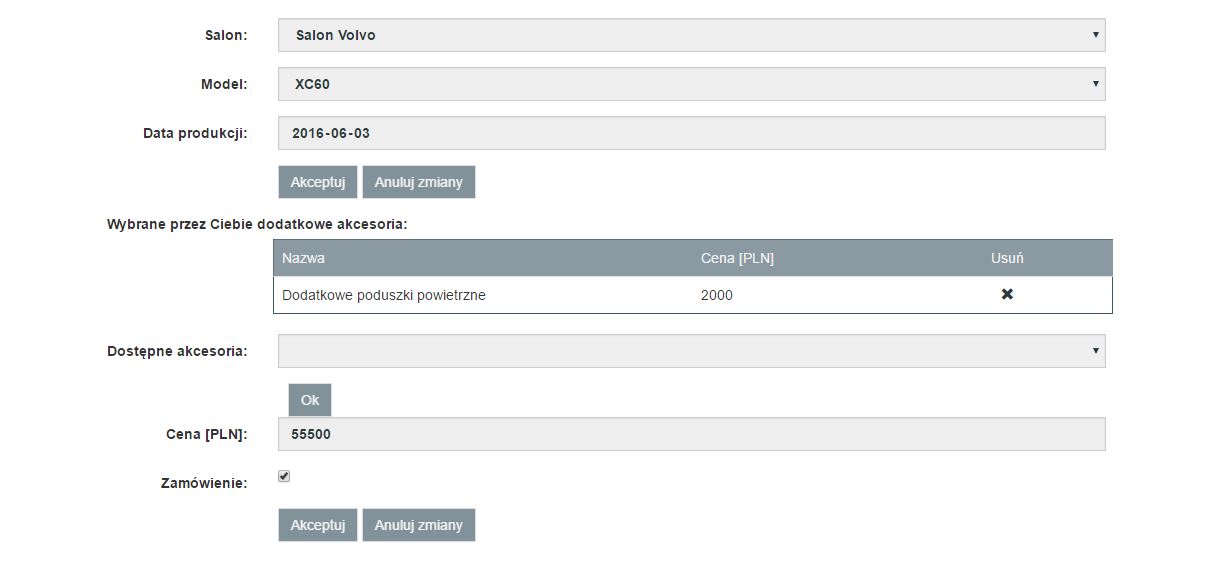 Salon: Salon Volvo
Model: XC60
Data produkcji: 2016-06-03
Akceptuj Anuluj zmiany
Wybrane przez Ciebie dodatkowe akcesoria:
Nazwa Cena [PLN] Usuń
Dodatkowe poduszki powietrzne 2000
Dostępne akcesoria:
Ok
Cena [PLN]: 55500
Zamówienie:
Akceptuj Anuluj zmiany